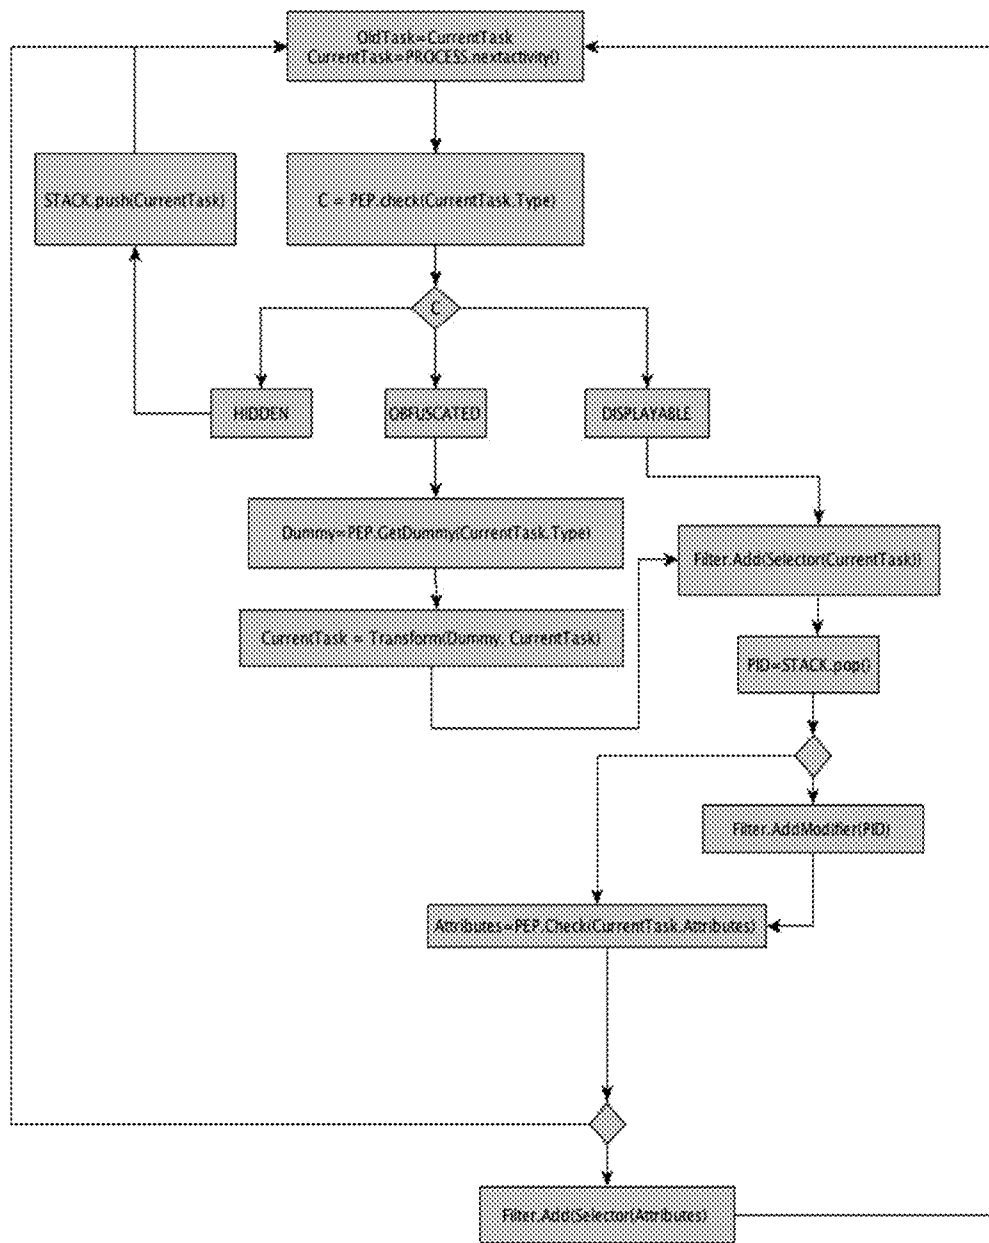 OldTask=CurrentTask
CurrentTask=PROCESS.nextactivity()
STACK.push(CurrentTask)
C = PEP.check(CurrentTask.Type)
C
HIDDEN
OBFUSCATED
DISPLAYABLE
Dummy=PEP.GetDummy(CurrentTask.Type)
Filter.Add(Selector(CurrentTask))
CurrentTask = Transform(Dummy, CurrentTask)
PID=STACK.pop()
Filter.AddModifier(PID)
Attributes=PEP.Check(CurrentTask.Attributes)
Filter.Add(Selector(Attributes)